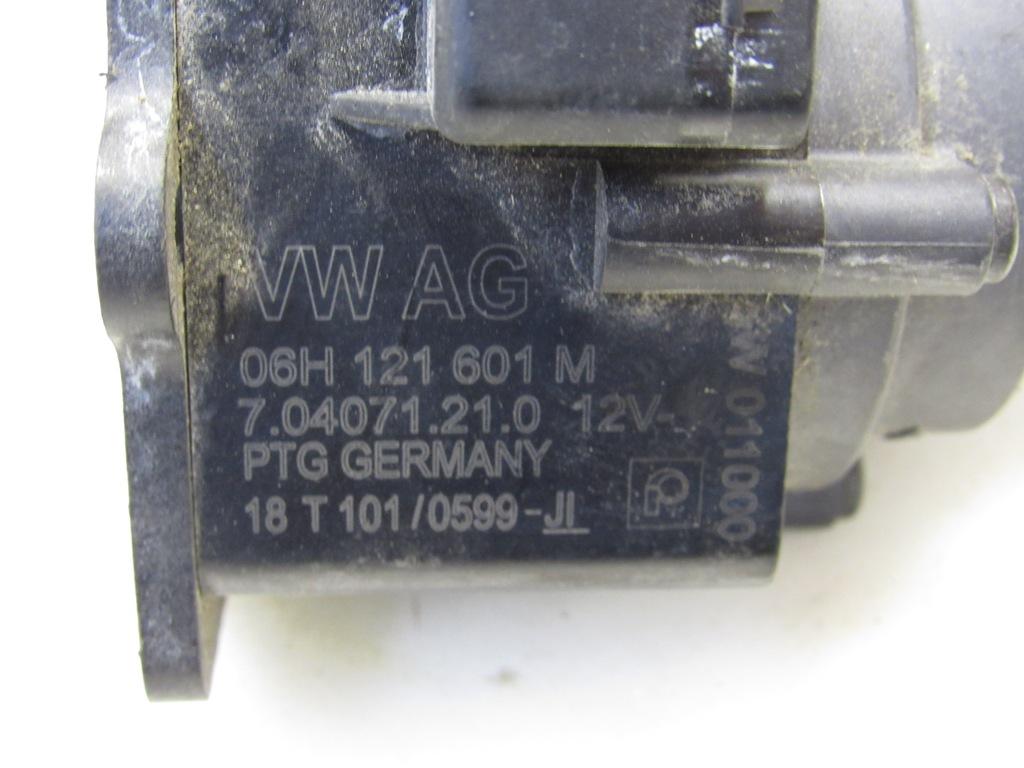 VW AG
06H 121 601 M
7.04071.21.0 12V-
PTG GERMANY
18 T 101/0599-JI
W 011000